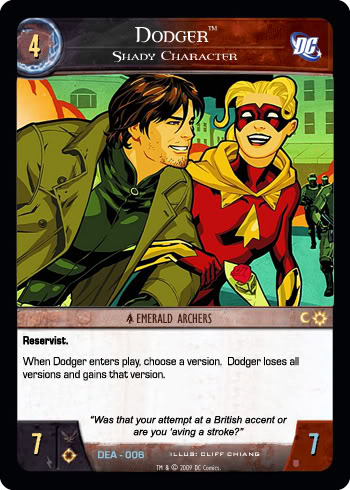 4
Dodger™
Shady Character
DC
EMERALD ARCHERS
C
Reservist.
When Dodger enters play, choose a version. Dodger loses all
versions and gains that version.
"Was that your attempt at a British accent or
are you 'aving a stroke?"
7
DEA - 006
ILLUS: CLIFF CHIANG
7
TM & © 2009 DC Comics.